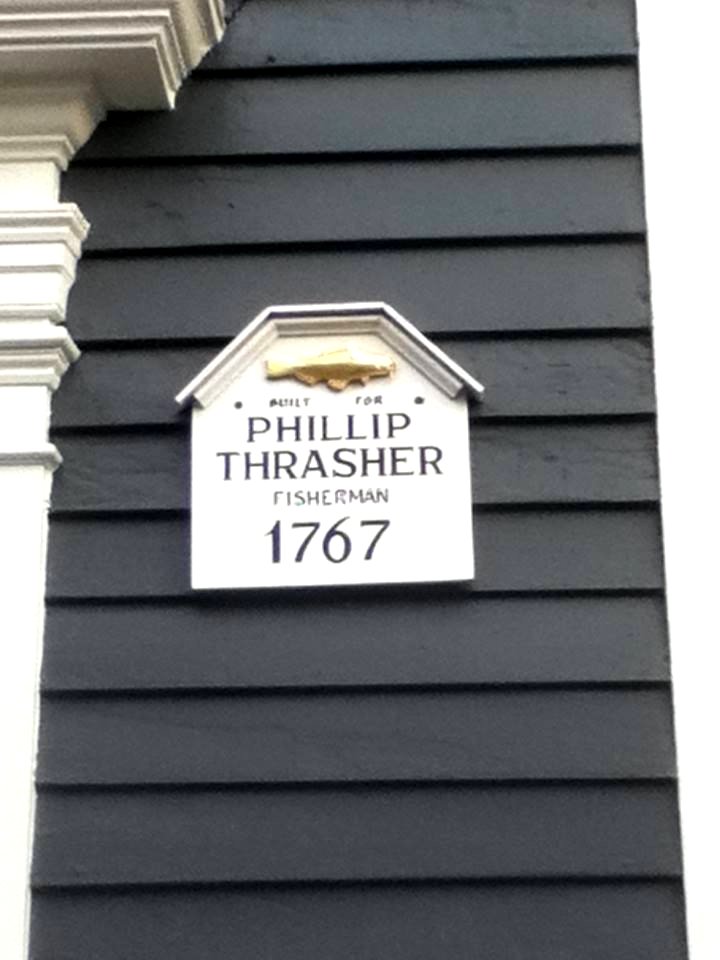 BUILT FOR
PHILLIP
THRASHER
FISHERMAN
1767